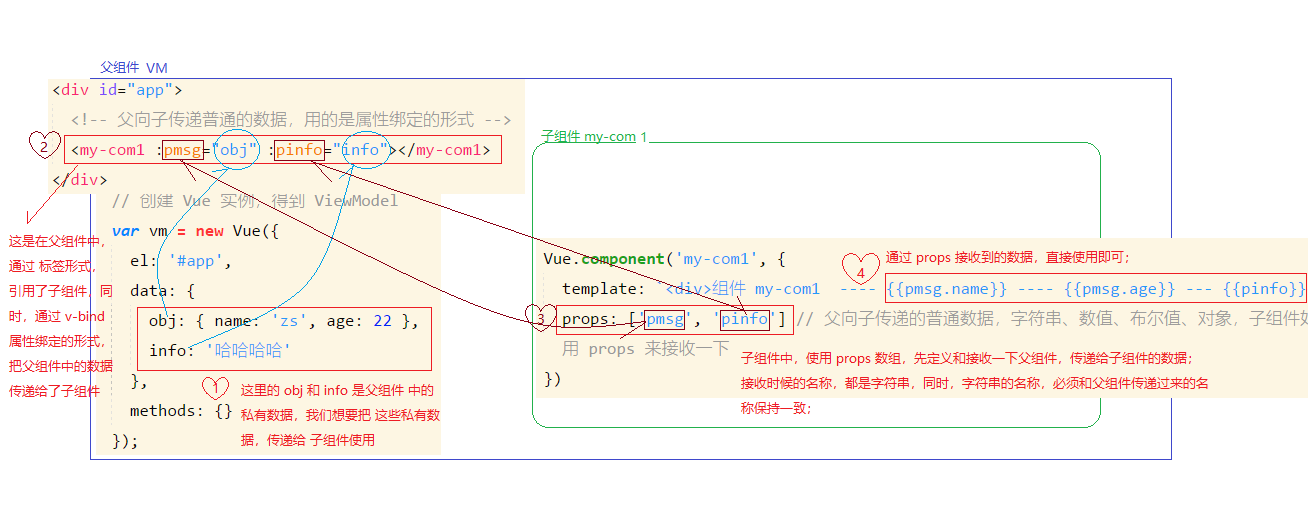 父组件 VM
<div id="app">
<!-- 父向子传递普通的数据，用的是属性绑定的形式 -->
2
<my-com1 :pmsg="obj" :pinfo="info"></my-com1>
</div>
// 创建 Vue 实例，得到 ViewModel
var vm = new Vue({
el: '#app',
data: {
obj: { name: 'zs', age: 22 },
info: '哈哈哈哈'
},
methods: {}
});
这是在父组件中，
通过 标签形式，
引用了子组件，同
时，通过 v-bind
属性绑定的形式，
把父组件中的数据
传递给了子组件
1
这里的 obj 和 info 是父组件 中的
私有数据，我们想要把 这些私有数
据，传递给 子组件使用
子组件 my-com 1
Vue.component('my-com1', {
4
通过 props 接收到的数据，直接使用即可；
template: '<div>组件 my-com1 ---- {{pmsg.name}} ---- {{pmsg.age}} --- {{pinfo}}
3
props: ['pmsg', 'pinfo'] // 父向子传递的普通数据，字符串、数值、布尔值、对象，子组件如
用 props 来接收一下
})
子组件中，使用 props 数组，先定义和接收一下父组件，传递给子组件的数据；
接收时候的名称，都是字符串，同时，字符串的名称，必须和父组件传递过来的名
称保持一致；